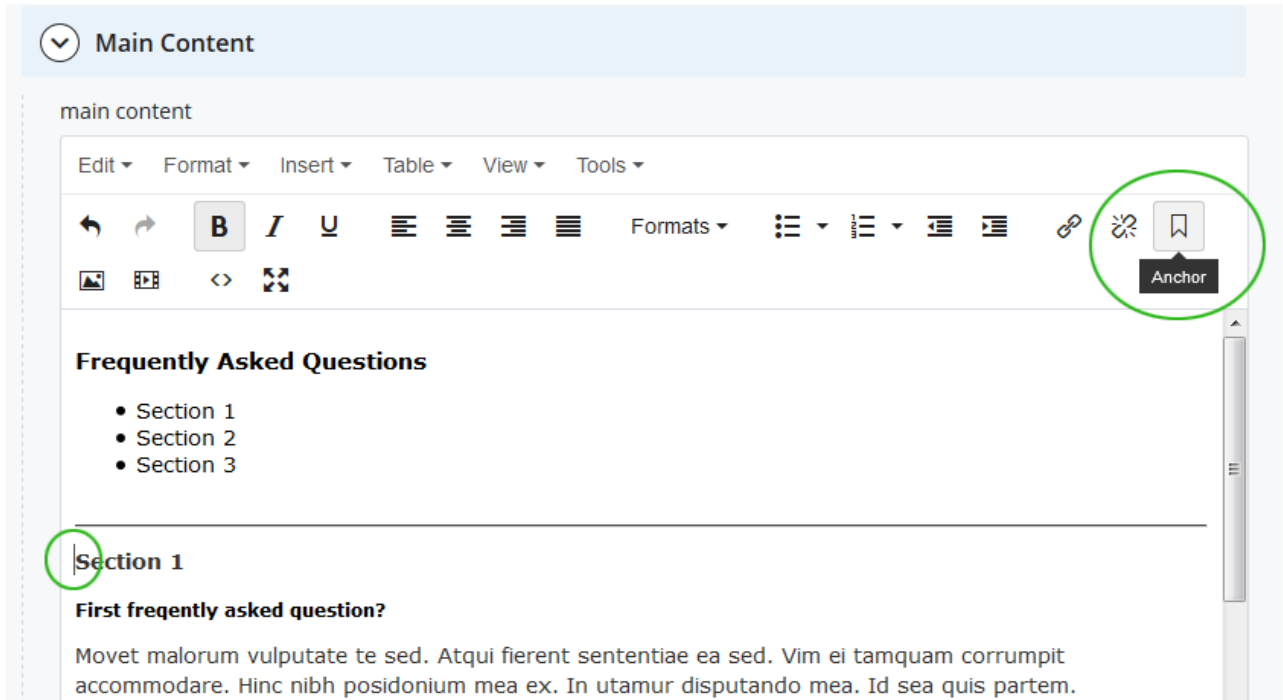 Main Content
main content
Edit Format Insert Table View Tools
B I U Formats
Anchor
Frequently Asked Questions
Section 1
Section 2
Section 3
Section 1
First freqently asked question?
Movet malorum vulputate te sed. Atqui fierent sententiae ea sed. Vim ei tamquam corrumpit
accommodare. Hinc nibh posidonium mea ex. In utamur disputando mea. Id sea quis partem.